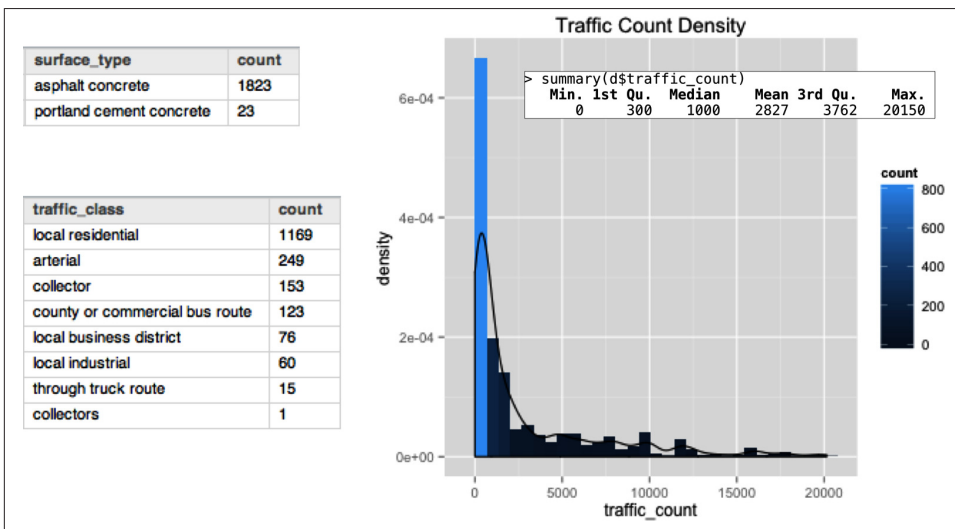 surface_type count
asphalt concrete 1823
portland cement concrete 23
traffic_class count
local residential 1169
arterial 249
collector 153
county or commercial bus route 123
local business district 76
local industrial 60
through truck route 15
collectors 1
Traffic Count Density
> summary(d$traffic_count)
Min. 1st Qu. Median Mean 3rd Qu. Max.
0 300 1000 2827 3762 20150
density
6e-04
4e-04
2e-04
0e+00
0 5000 10000 15000 20000
traffic_count
count
800
600
400
200
0